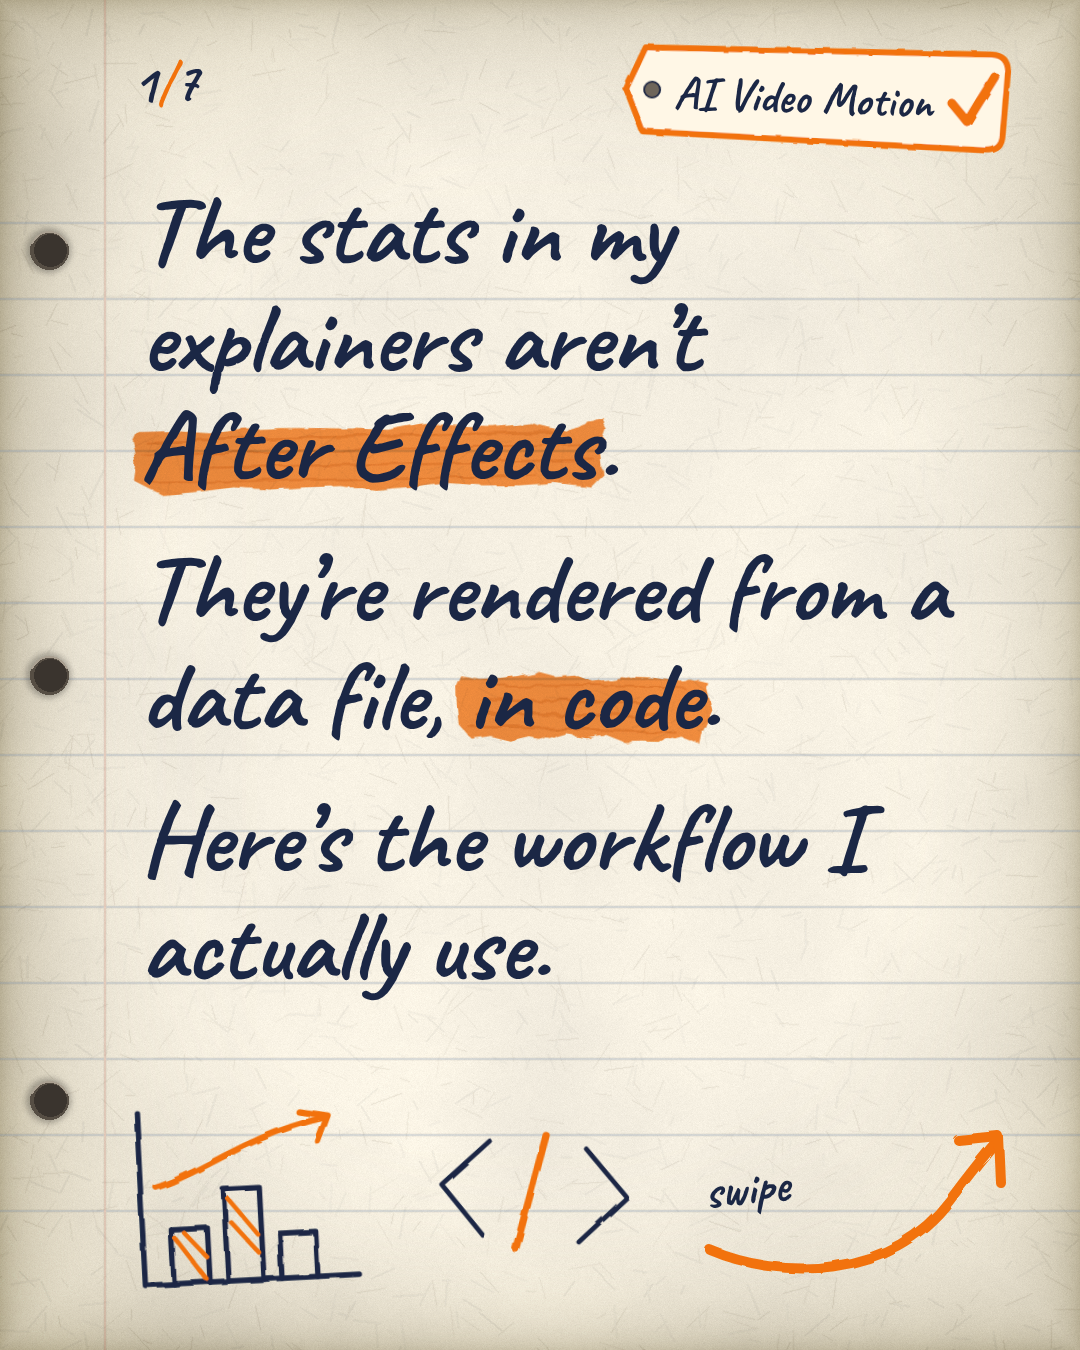 1/7
AI Video Motion
The stats in my
explainers aren't
After Effects.
They're rendered from a
data file, in code.
Here's the workflow I
actually use.
</>
swipe